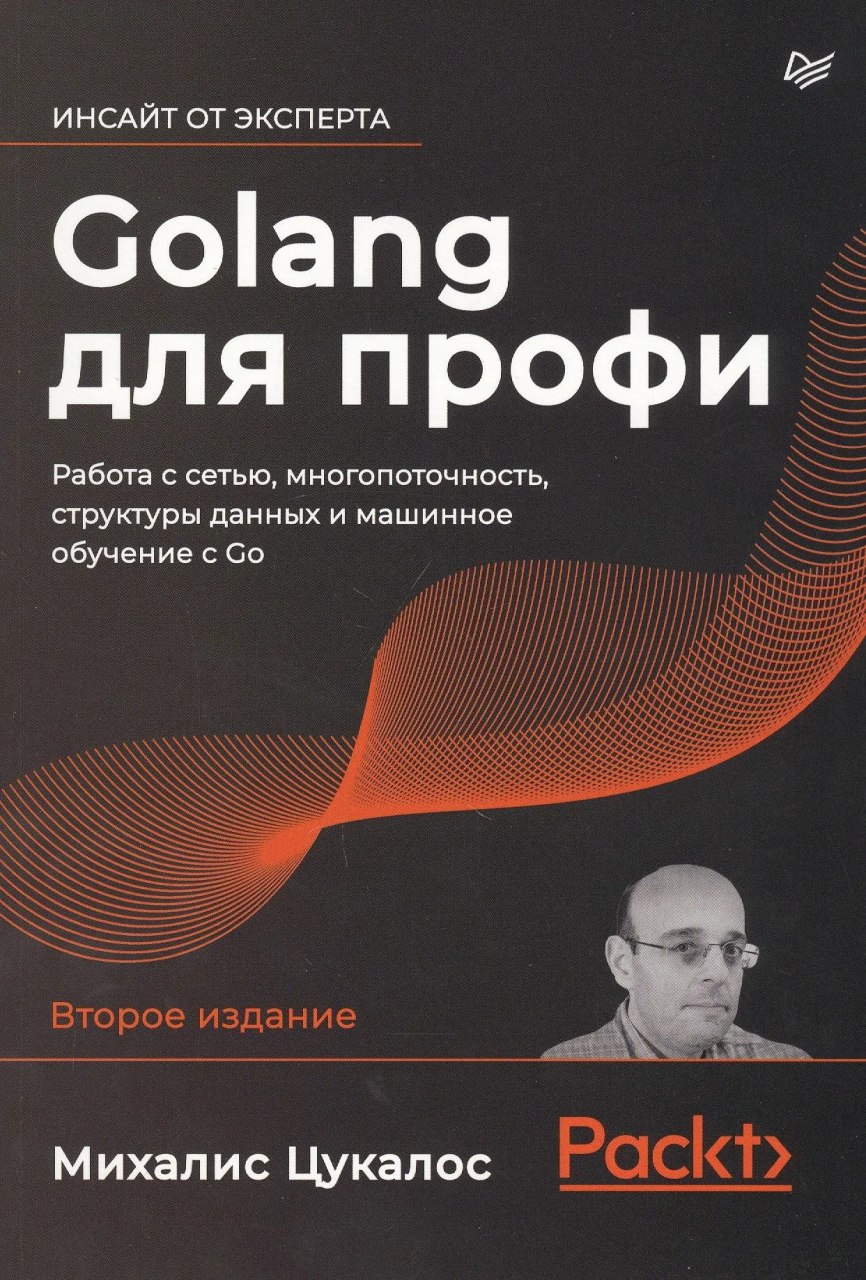 ИНСАЙТ ОТ ЭКСПЕРТА
Golang
для профи
Работа с сетью, многопоточность,
структуры данных и машинное
обучение с Go
Второе издание
Михалис Цукалос
Packt>